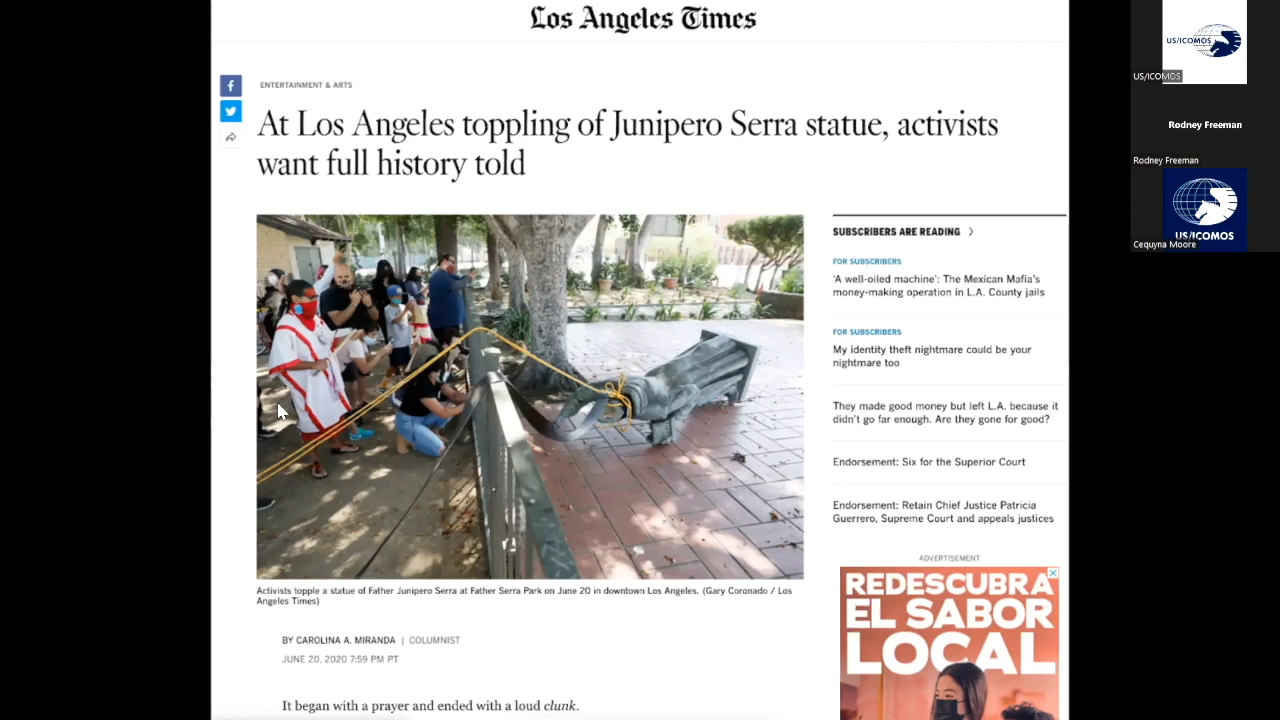 Los Angeles Times
ENTERTAINMENT & ARTS
At Los Angeles toppling of Junipero Serra statue, activists
want full history told
Activists topple a statue of Father Junipero Serra at Father Serra Park on June 20 in downtown Los Angeles. (Gary Coronado / Los
Angeles Times)
BY CAROLINA A. MIRANDA | COLUMNIST
JUNE 20, 2020 7:59 PM PT
It began with a prayer and ended with a loud clunk.
SUBSCRIBERS ARE READING
FOR SUBSCRIBERS
‘A well-oiled machine’: The Mexican Mafia’s
money-making operation in L.A. County jails
FOR SUBSCRIBERS
My identity theft nightmare could be your
nightmare too
They made good money but left L.A. because it
didn’t go far enough. Are they gone for good?
Endorsement: Six for the Superior Court
Endorsement: Retain Chief Justice Patricia
Guerrero, Supreme Court and appeals justices
ADVERTISEMENT
REDESCUBRA
EL SABOR
LOCAL
US/ICOMOS
US/ICOMOS
Rodney Freeman
Rodney Freeman
US/ICOMOS
Cequyna Moore